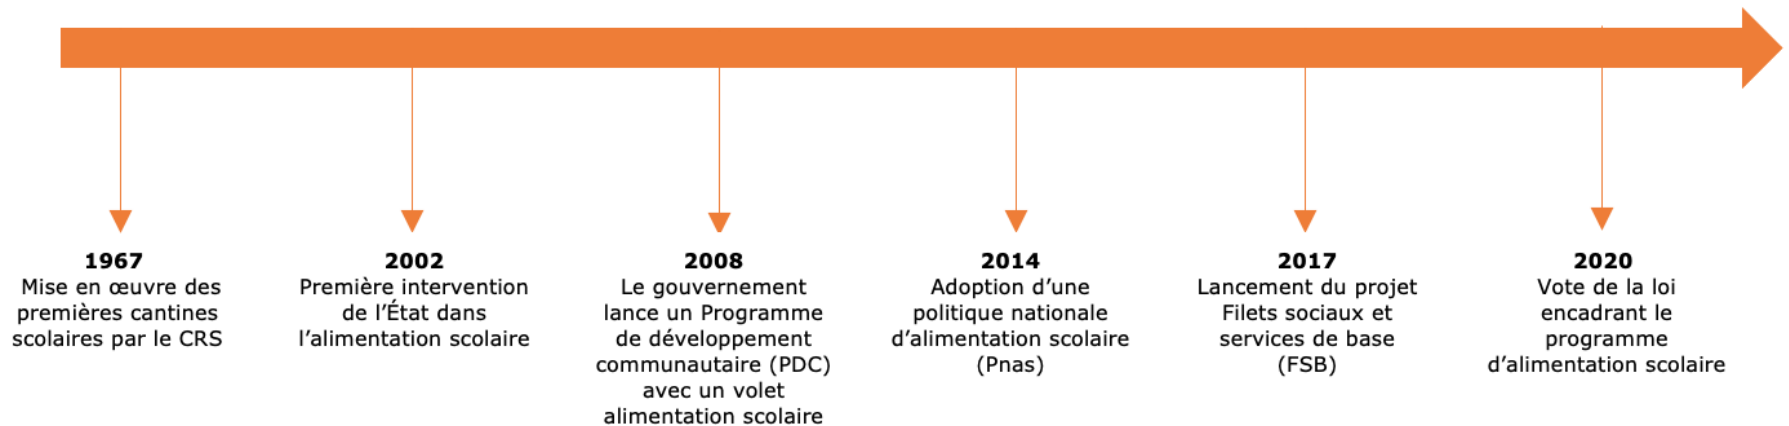 1967
Mise en œuvre des
premières cantines
scolaires par le CRS
2002
Première intervention
de l’État dans
l’alimentation scolaire
2008
Le gouvernement
lance un Programme
de développement
communautaire (PDC)
avec un volet
alimentation scolaire
2014
Adoption d’une
politique nationale
d’alimentation scolaire
(Pnas)
2017
Lancement du projet
Filets sociaux et
services de base
(FSB)
2020
Vote de la loi
encadrant le
programme
d’alimentation scolaire